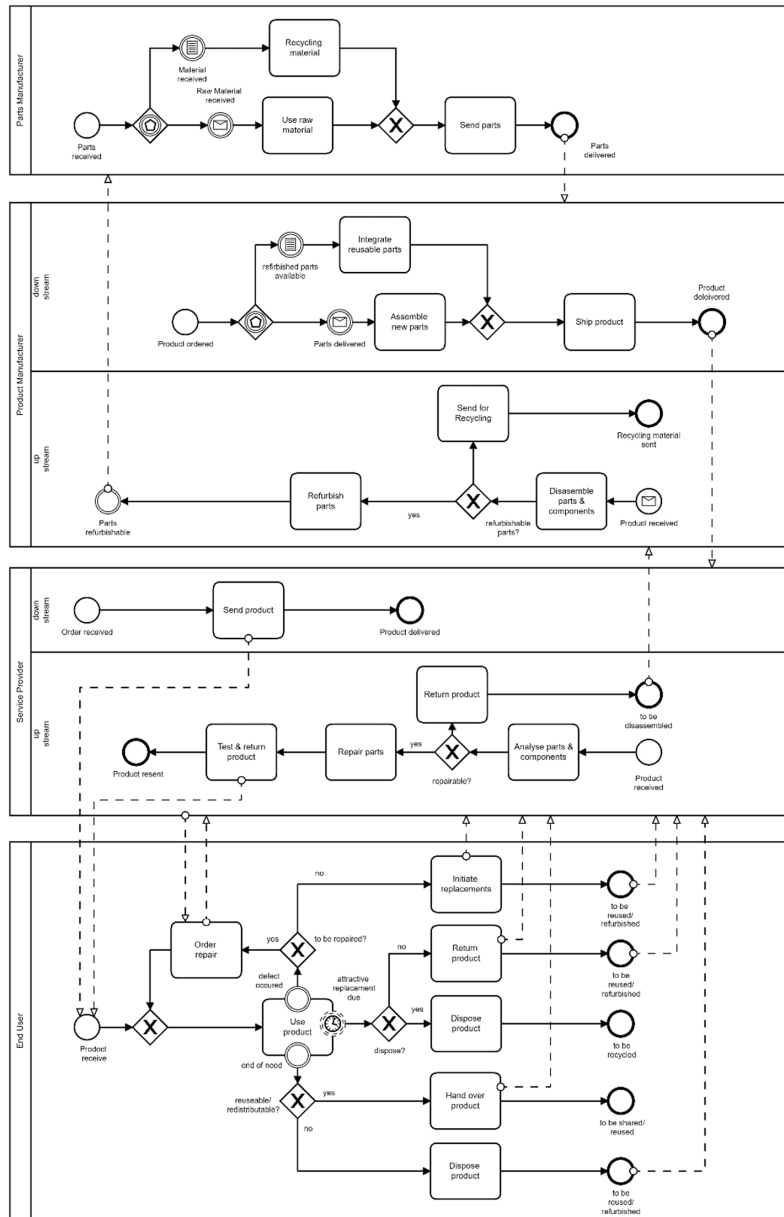 Parts Manufacturer
Material
received
Recycling
material
Raw Material
received
Use raw
material
Send parts
Parts
received
Parts
delivered
Product Manufacturer
down
stream
Integrate
reusable parts
refirbished parts
available
Product ordered
Parts delivered
Assemble
new parts
Ship product
Product
deloivered
up
stream
Send for
Recycling
Recycling material
sent
Refurbish
parts
Disasemble
parts &
components
Parts
refurbishable
yes
refurbishable
parts?
Product received
Service Provider
down
stream
Send product
Order received
Product delivered
up
stream
Return product
to be
disassembled
Test & return
product
Repair parts
yes
Analyse parts &
components
Product resent
repairable?
Product
received
End User
no
Initiate
replacements
to be
reused/
refurbished
Order
repair
yes
to be repaired?
no
Return
product
to be
reused/
refurbished
defect
occured
attractive
replacement
due
Use
product
yes
Dispose
product
Prodoct
receive
dispose?
to be
recycled
end of need
reuseable/
redistributable?
yes
Hand over
product
to be shared/
reused
no
Dispose
product
to be
reused/
refurbished